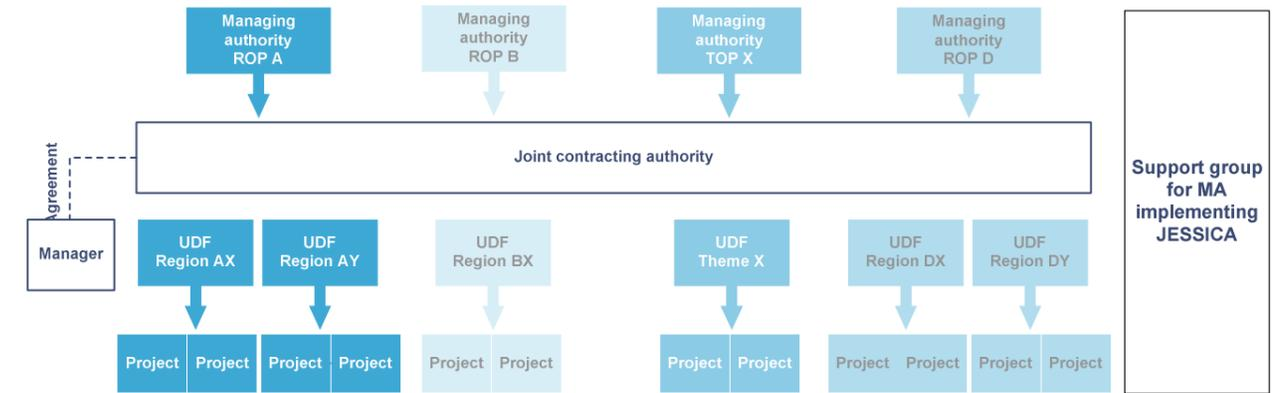 Managing
authority
ROP A
Managing
authority
ROP B
Managing
authority
TOP X
Managing
authority
ROP D
Joint contracting authority
Support group
for MA
implementing
JESSICA
Agreement
Manager
UDF
Region AX
UDF
Region AY
UDF
Region BX
UDF
Theme X
UDF
Region DX
UDF
Region DY
Project Project Project Project Project Project Project Project Project Project Project Project